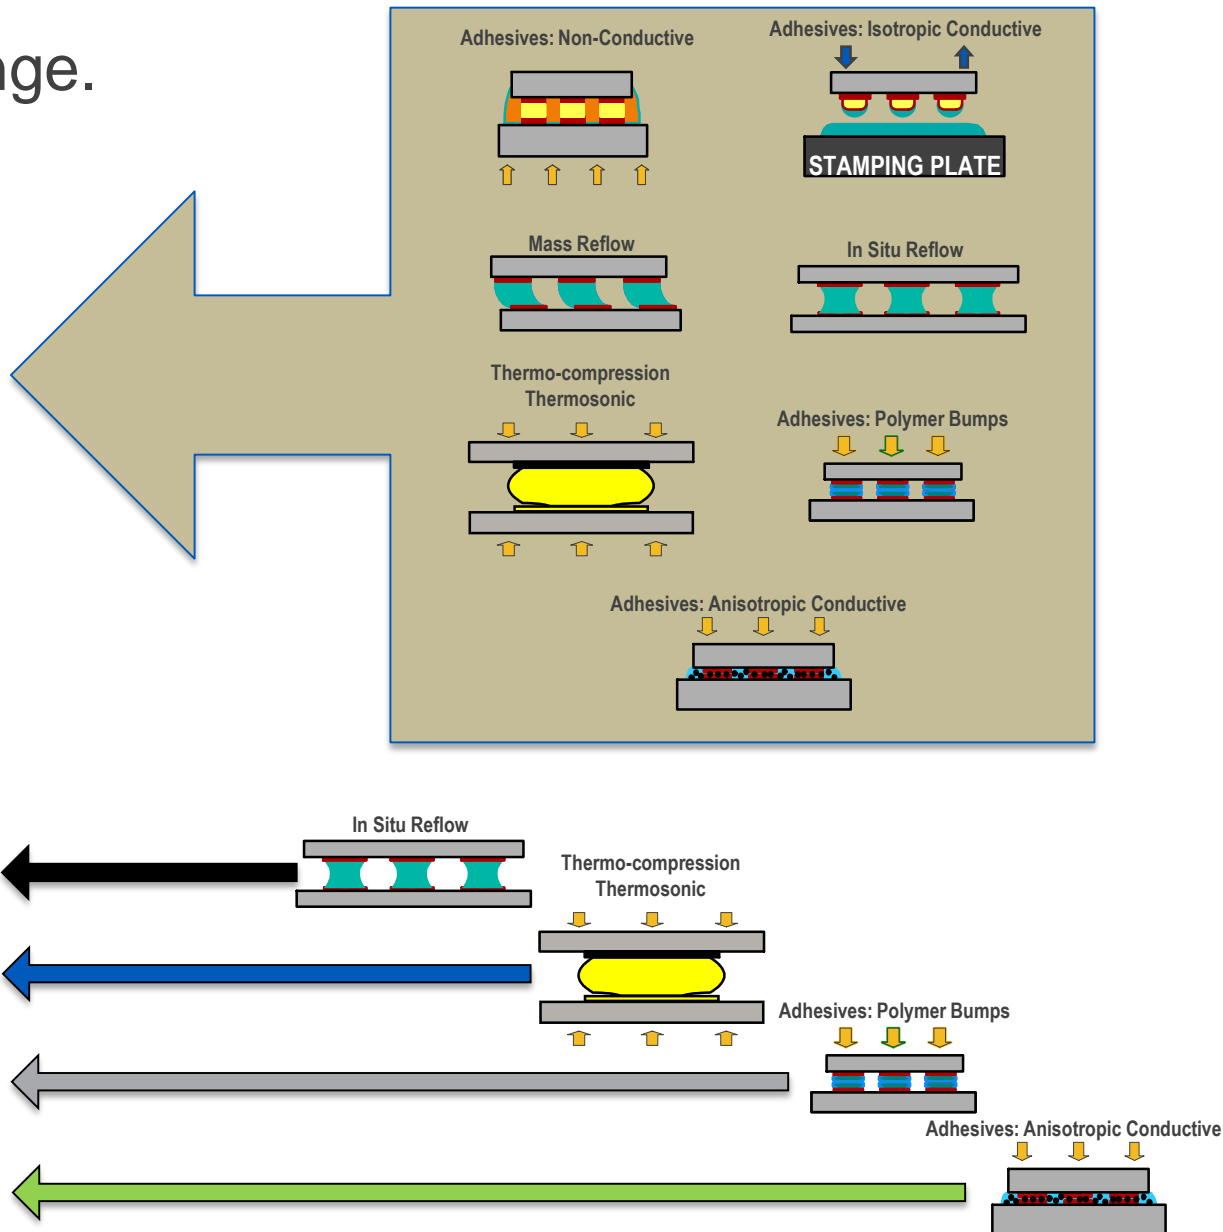 nge.
Adhesives: Non-Conductive
Adhesives: Isotropic Conductive
STAMPING PLATE
Mass Reflow
In Situ Reflow
Thermo-compression
Thermosonic
Adhesives: Polymer Bumps
Adhesives: Anisotropic Conductive
In Situ Reflow
Thermo-compression
Thermosonic
Adhesives: Polymer Bumps
Adhesives: Anisotropic Conductive